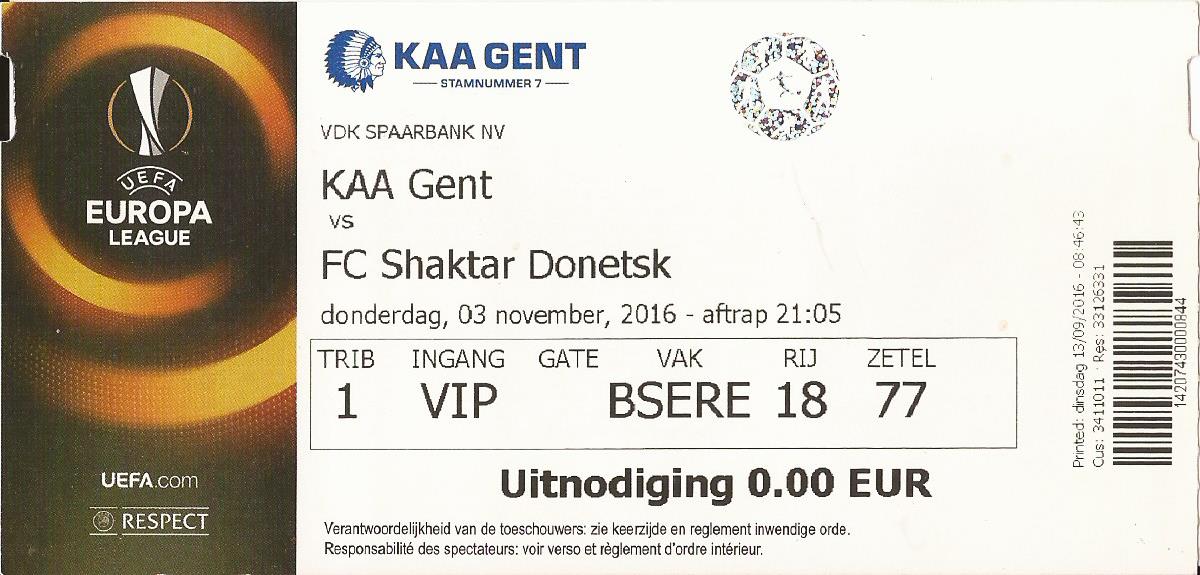 UEFA
EUROPA
LEAGUE
UEFA.com
RESPECT
KAA GENT
STAMNUMMER 7
VDK SPAARBANK NV
KAA Gent
vs
FC Shaktar Donetsk
donderdag, 03 november, 2016 - aftrap 21:05
TRIB INGANG GATE VAK RIJ ZETEL
1 VIP BSERE 18 77
Uitnodiging 0.00 EUR
Verantwoordelijkheid van de toeschouwers: zie keerzijde en reglement inwendige orde.
Responsabilité des spectateurs: voir verso et règlement d'ordre intérieur.
Printed: dinsdag 13/09/2016 - 08:46:43
Cus: 3411011 - Res: 33126331
14207430000844